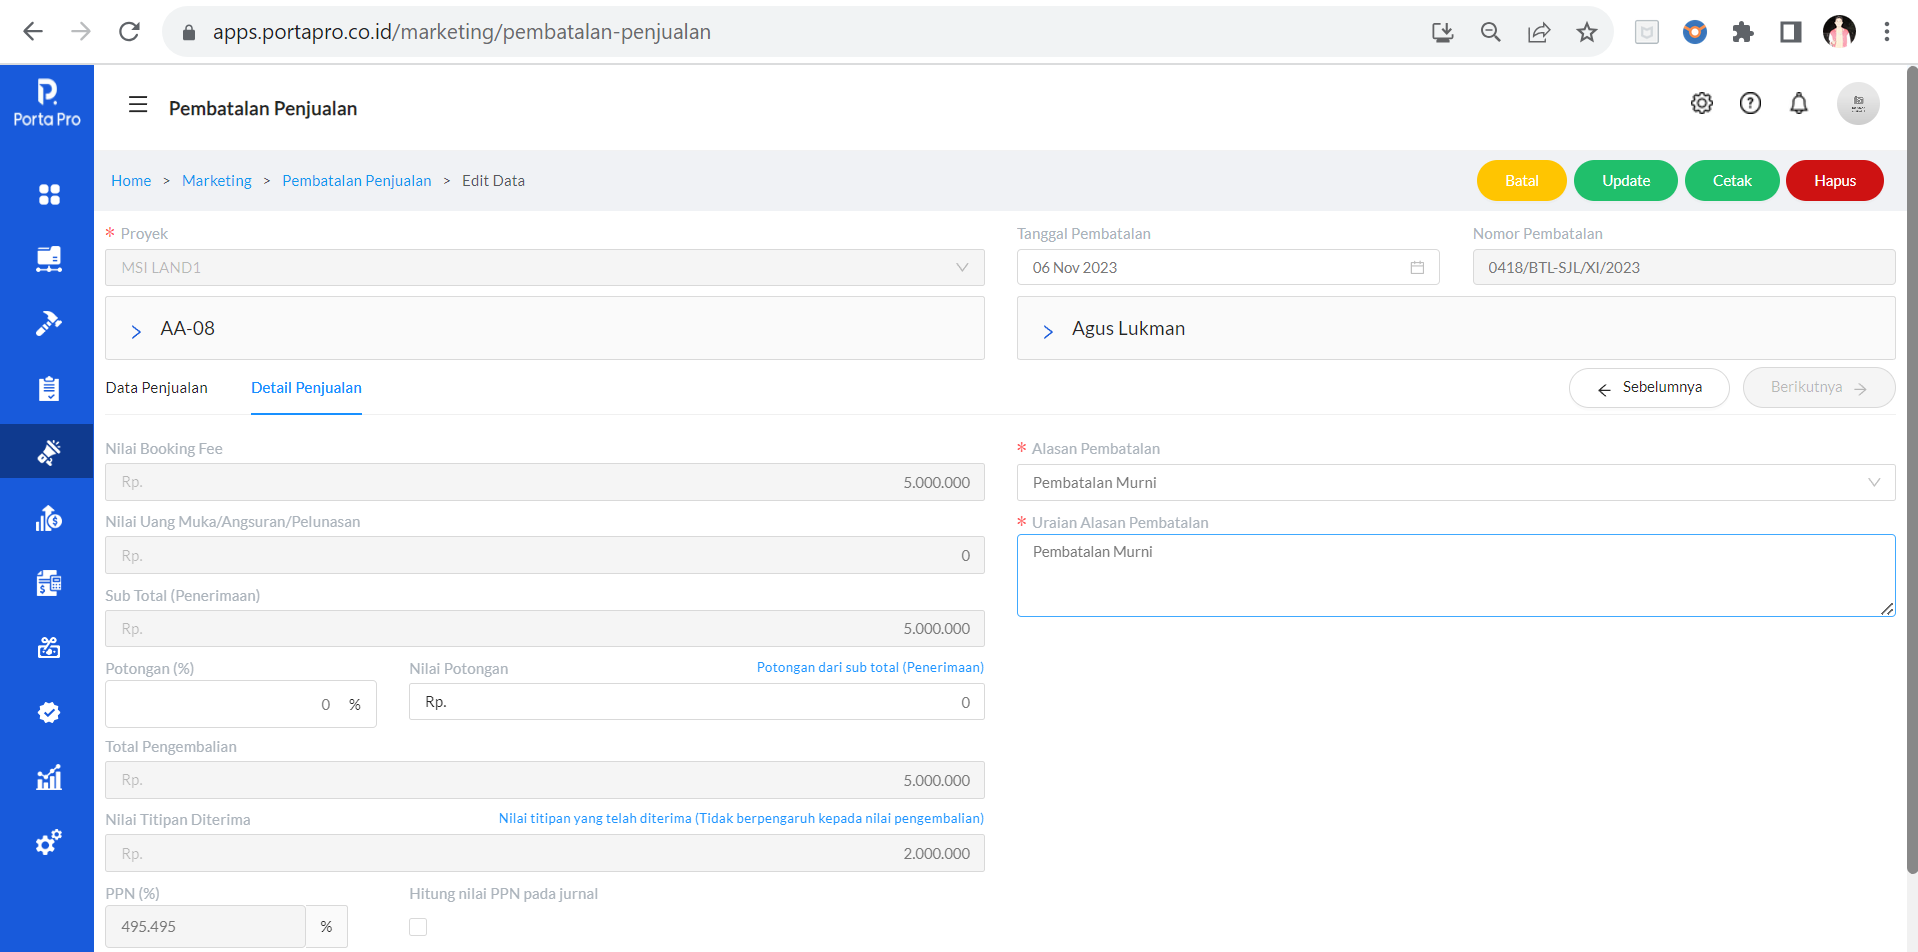 apps.portapro.co.id/marketing/pembatalan-penjualan
Porta Pro
Pembatalan Penjualan
Home > Marketing > Pembatalan Penjualan > Edit Data
Batal
Update
Cetak
Hapus
* Proyek
MSI LAND1
Tanggal Pembatalan
06 Nov 2023
Nomor Pembatalan
0418/BTL-SJL/XI/2023
AA-08
Agus Lukman
Data Penjualan
Detail Penjualan
Sebelumnya
Berikutnya
Nilai Booking Fee
Rp. 5.000.000
Nilai Uang Muka/Angsuran/Pelunasan
Rp. 0
Sub Total (Penerimaan)
Rp. 5.000.000
Potongan (%)
0 %
Nilai Potongan
Potongan dari sub total (Penerimaan)
Rp. 0
Total Pengembalian
Rp. 5.000.000
Nilai Titipan Diterima
Nilai titipan yang telah diterima (Tidak berpengaruh kepada nilai pengembalian)
Rp. 2.000.000
PPN (%)
495.495 %
Hitung nilai PPN pada jurnal
* Alasan Pembatalan
Pembatalan Murni
* Uraian Alasan Pembatalan
Pembatalan Murni